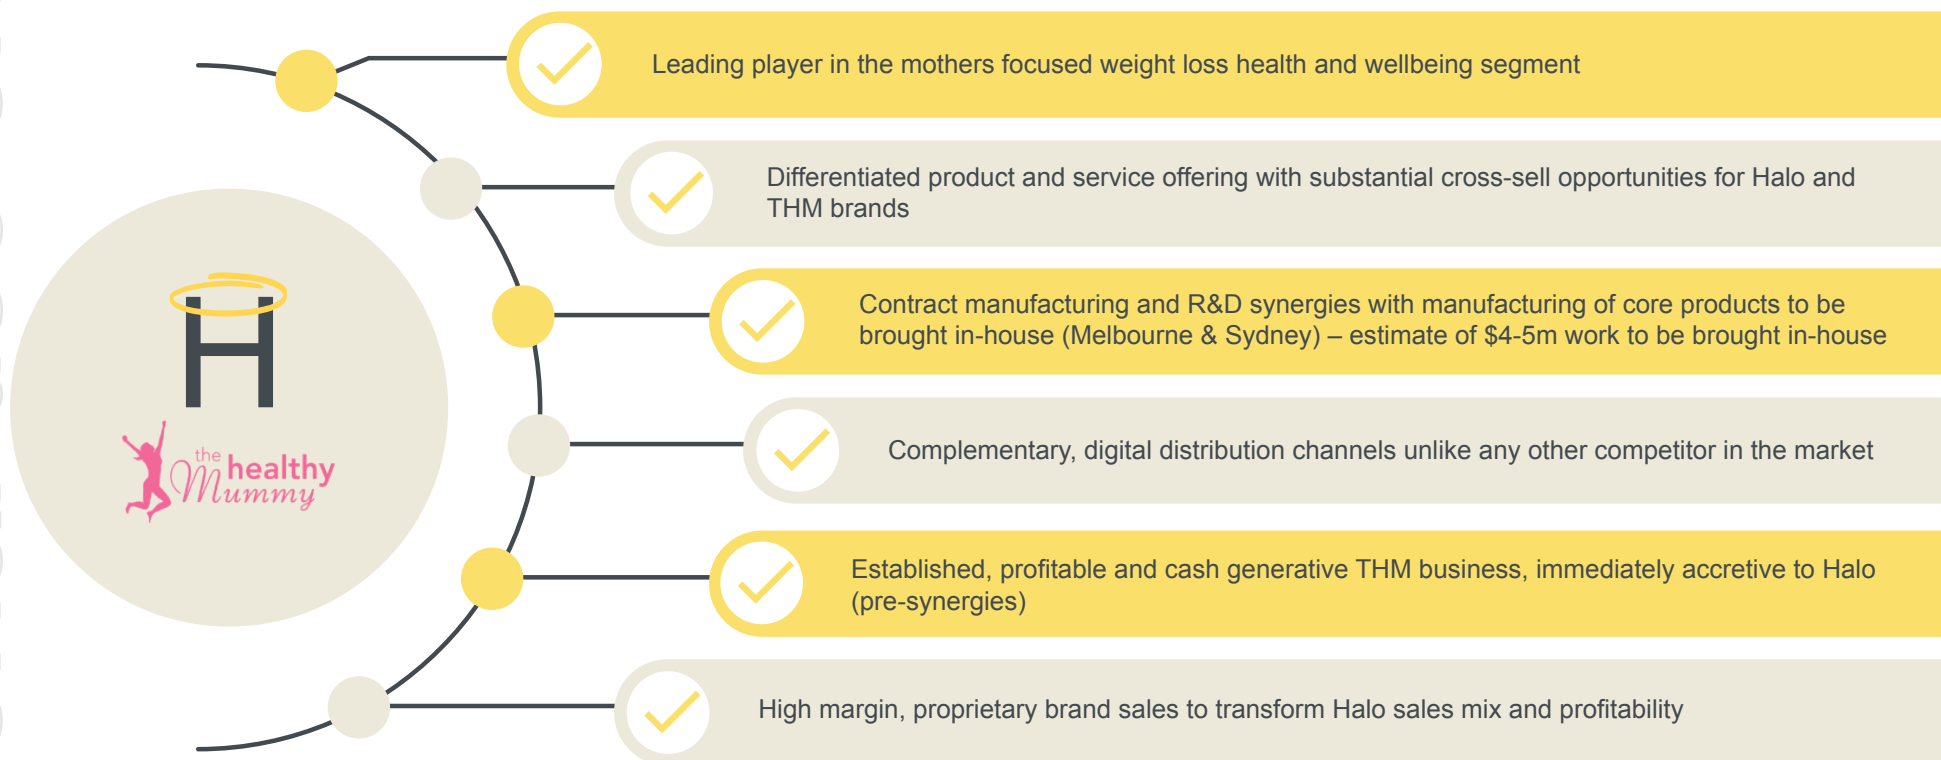 Leading player in the mothers focused weight loss health and wellbeing segment
Differentiated product and service offering with substantial cross-sell opportunities for Halo and
THM brands
Contract manufacturing and R&D synergies with manufacturing of core products to be
brought in-house (Melbourne & Sydney) – estimate of $4-5m work to be brought in-house
H
the healthy
Mummy
Complementary, digital distribution channels unlike any other competitor in the market
Established, profitable and cash generative THM business, immediately accretive to Halo
(pre-synergies)
High margin, proprietary brand sales to transform Halo sales mix and profitability